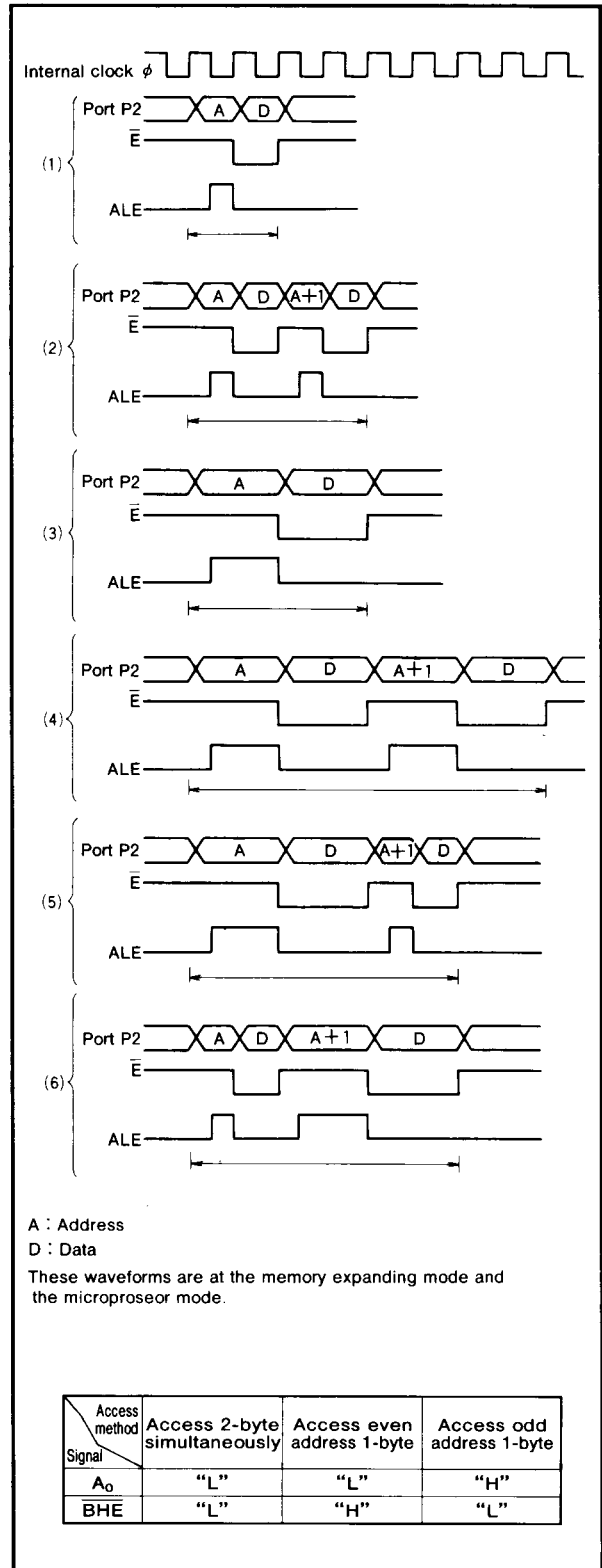 Internal clock ϕ
Port P2 A D
E̅
(1)
ALE
Port P2 A D A+1 D
E̅
(2)
ALE
Port P2 A D
E̅
(3)
ALE
Port P2 A D A+1 D
E̅
(4)
ALE
Port P2 A D A+1 D
E̅
(5)
ALE
Port P2 A D A+1 D
E̅
(6)
ALE
A : Address
D : Data
These waveforms are at the memory expanding mode and
the microproseor mode.
Access method Signal Access 2-byte simultaneously Access even address 1-byte Access odd address 1-byte
A₀ "L" "L" "H"
B̅H̅E̅ "L" "H" "L"